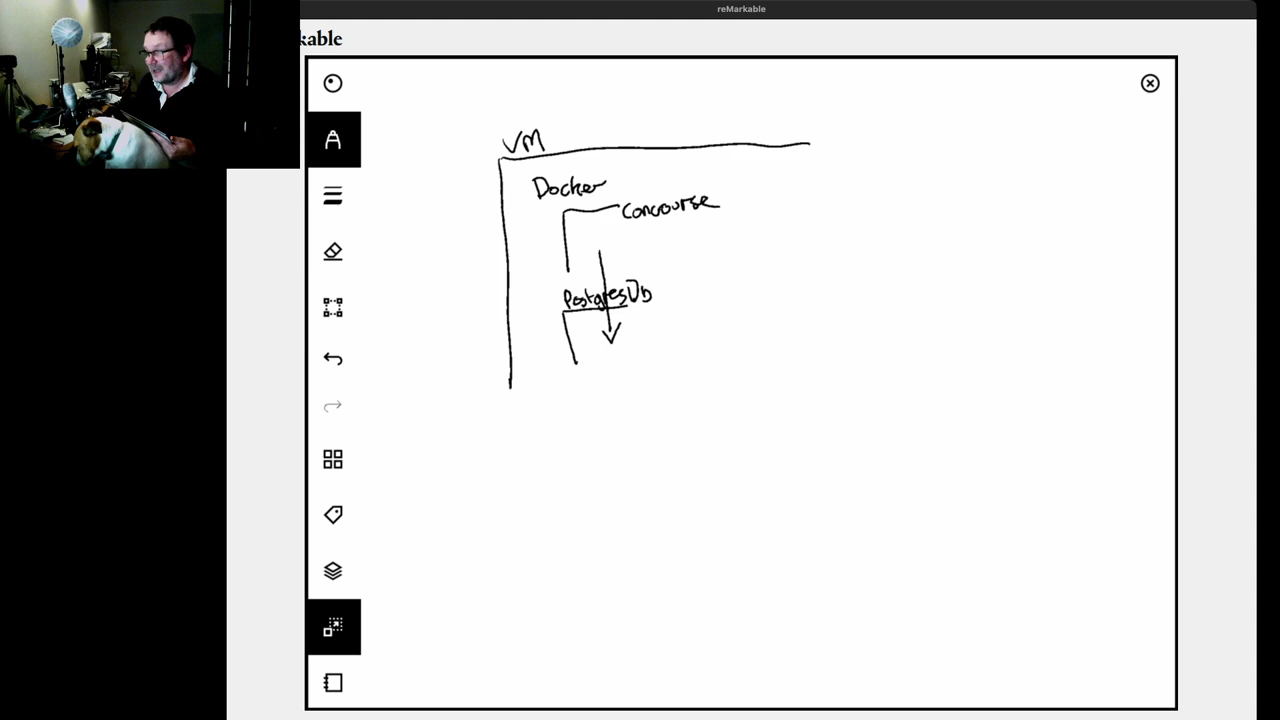 reMarkable
kable
VM
Docker
Concourse
PostgresDb